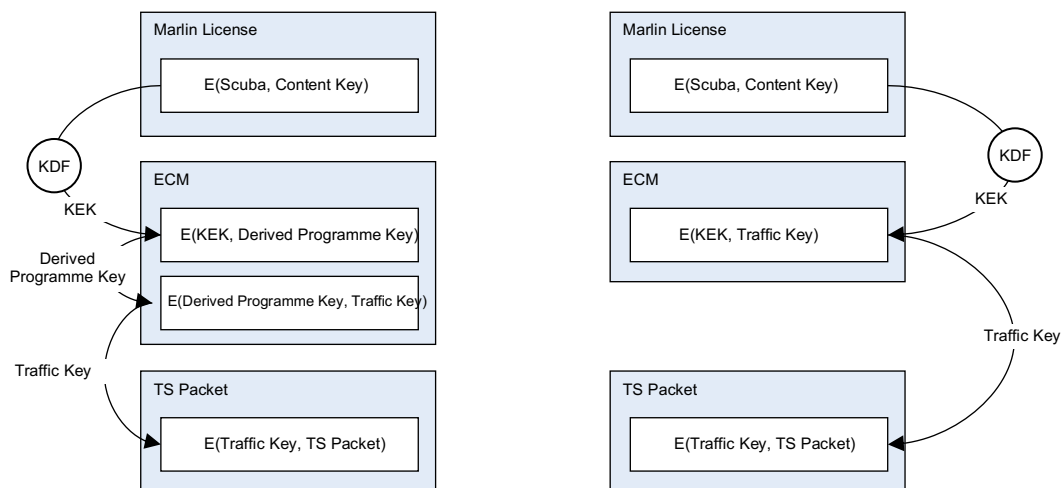 Marlin License
E(Scuba, Content Key)
KDF
KEK
ECM
E(KEK, Derived Programme Key)
Derived
Programme Key
E(Derived Programme Key, Traffic Key)
Traffic Key
TS Packet
E(Traffic Key, TS Packet)
Marlin License
E(Scuba, Content Key)
KDF
KEK
ECM
E(KEK, Traffic Key)
Traffic Key
TS Packet
E(Traffic Key, TS Packet)